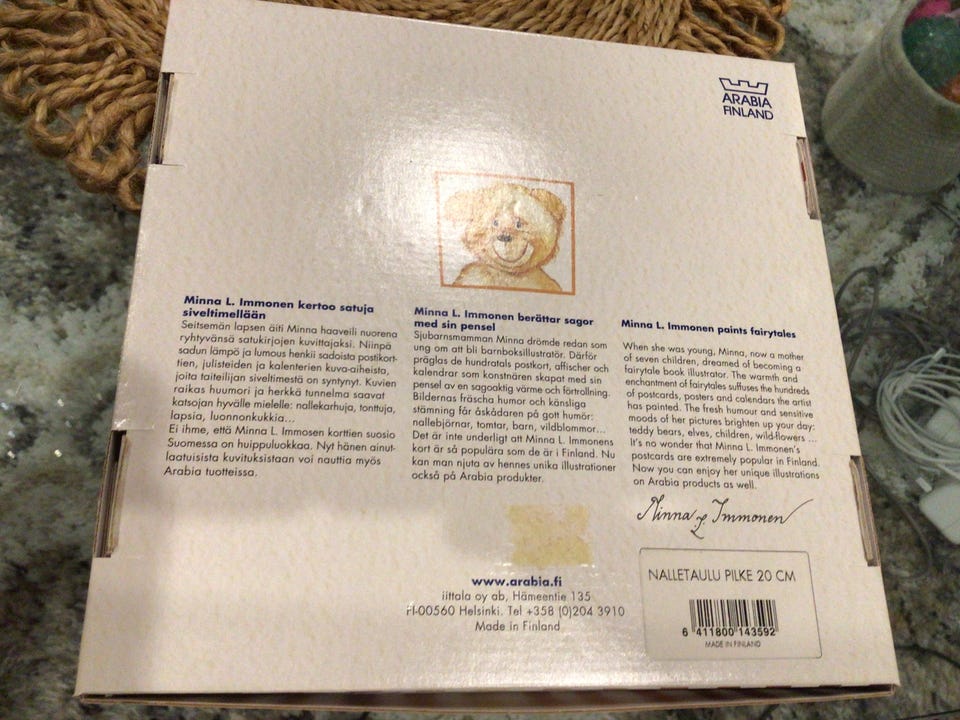 ARABIA
FINLAND
Minna L. Immonen kertoo satuja
siveltimellään
Seitsemän lapsen äiti Minna haaveili nuorena
ryhtyvänsä satukirjojen kuvittajaksi. Niinpä
sadun lämpö ja lumous henkii sadoista postikort-
tien, julisteiden ja kalenterien kuva-aiheista,
joita taiteilijan siveltimestä on syntynyt. Kuvien
raikas huumori ja herkkä tunnelma saavat
katsojan hyvälle mielelle: nallekarhuja, tonttuja,
lapsia, luonnonkukkia...
Ei ihme, että Minna L. Immosen korttien suosio
Suomessa on huippuluokkaa. Nyt hänen ainut-
laatuisista kuvituksistaan voi nauttia myös
Arabia tuotteissa.
Minna L. Immonen berättar sagor
med sin pensel
Sjubarnsmamman Minna drömde redan som
ung om att bli barnboksillustratör. Därför
präglas de hundratals postkort, affischer och
kalendrar som konstnären skapat med sin
pensel av en sagoaktig värme och förtrollning.
Bildernas fräscha humor och känsliga
stämning får åskådaren på gott humör:
nallebjörnar, tomtar, barn, vildblommor...
Det är inte underligt att Minna L. Immonens
kort är så populära som de är i Finland. Nu
kan man njuta av hennes unika illustrationer
också på Arabia produkter.
Minna L. Immonen paints fairytales
When she was young, Minna, now a mother
of seven children, dreamed of becoming a
fairytale book illustrator. The warmth and
enchantment of fairytales suffuses the hundreds
of postcards, posters and calendars the artist
has painted. The fresh humour and sensitive
moods of her pictures brighten up your day:
teddy bears, elves, children, wild-flowers ...
It's no wonder that Minna L. Immonen's
postcards are extremely popular in Finland.
Now you can enjoy her unique illustrations
on Arabia products as well.
Minna L. Immonen
www.arabia.fi
iittala oy ab, Hämeentie 135
FI-00560 Helsinki. Tel +358 (0)204 3910
Made in Finland
NALLETAULU PILKE 20 CM
6 411800 143592
MADE IN FINLAND